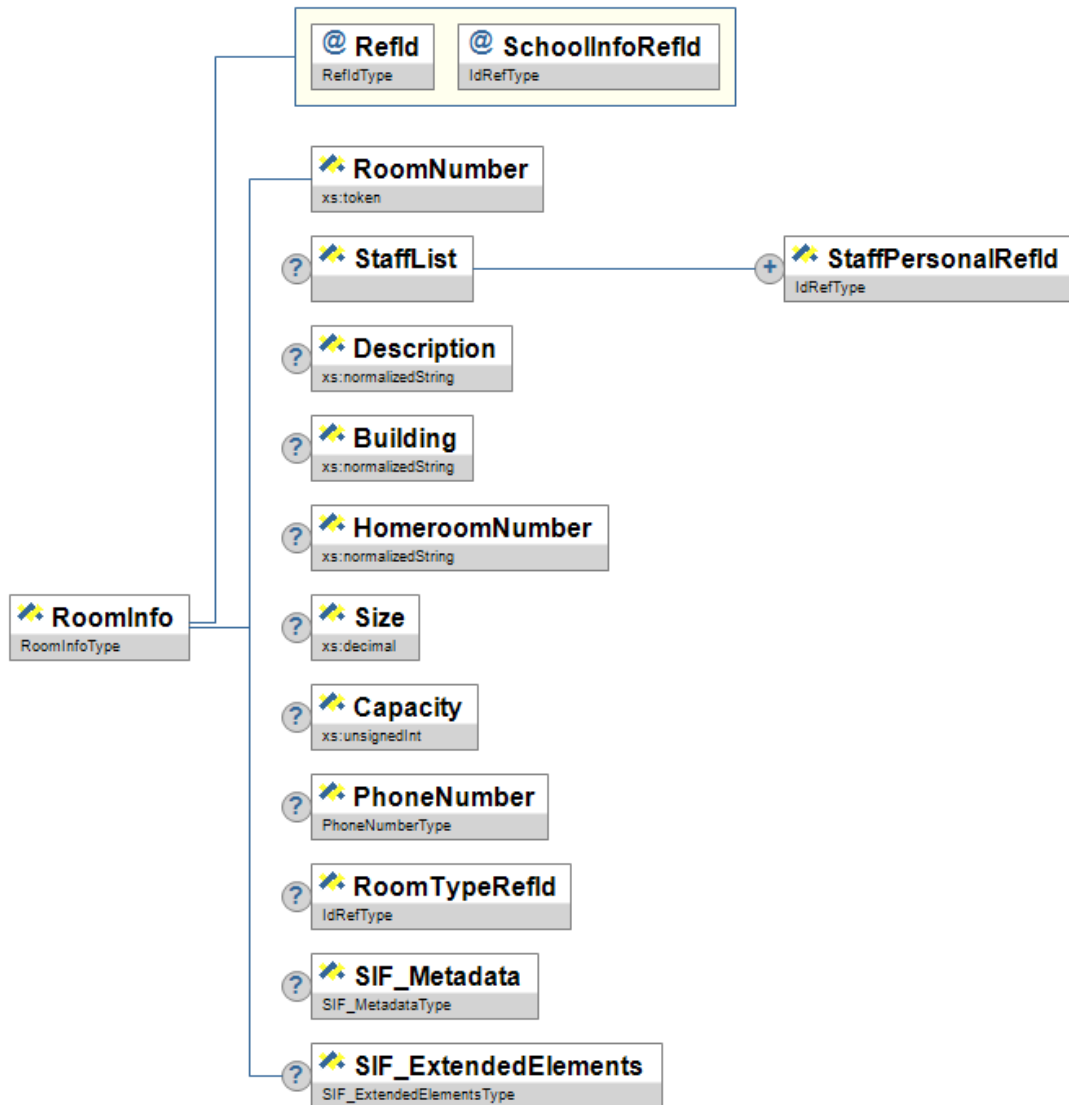 @ RefId
RefIdType
@ SchoolInfoRefId
IdRefType
RoomNumber
xs:token
? StaffList
+ StaffPersonalRefId
IdRefType
? Description
xs:normalizedString
? Building
xs:normalizedString
? HomeroomNumber
xs:normalizedString
RoomInfo
RoomInfoType
? Size
xs:decimal
? Capacity
xs:unsignedInt
? PhoneNumber
PhoneNumberType
? RoomTypeRefId
IdRefType
? SIF_Metadata
SIF_MetadataType
? SIF_ExtendedElements
SIF_ExtendedElementsType